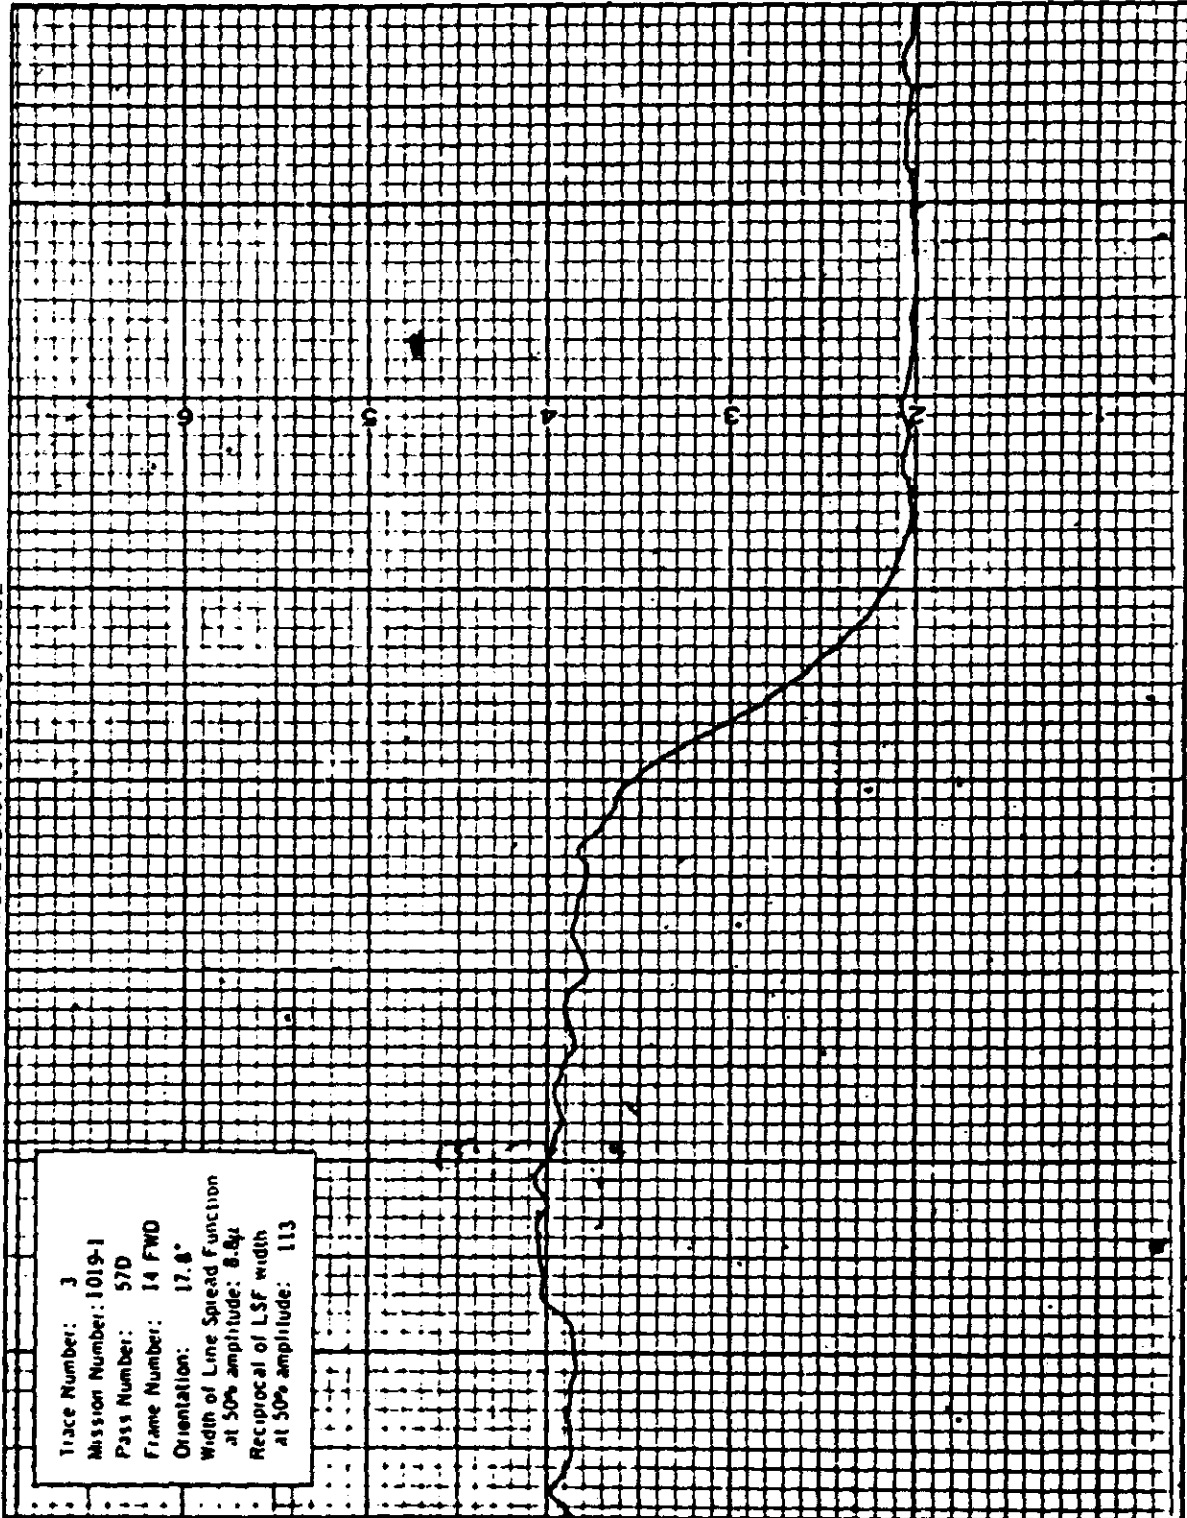 Trace Number: 3
Mission Number: 1019-1
Pass Number: 57D
Frame Number: 14 FWD
Orientation: 17.8°
Width of Line Spread Function
at 50% amplitude: 8.8μ
Reciprocal of LSF width
at 50% amplitude: 113
6
5
4
3
2